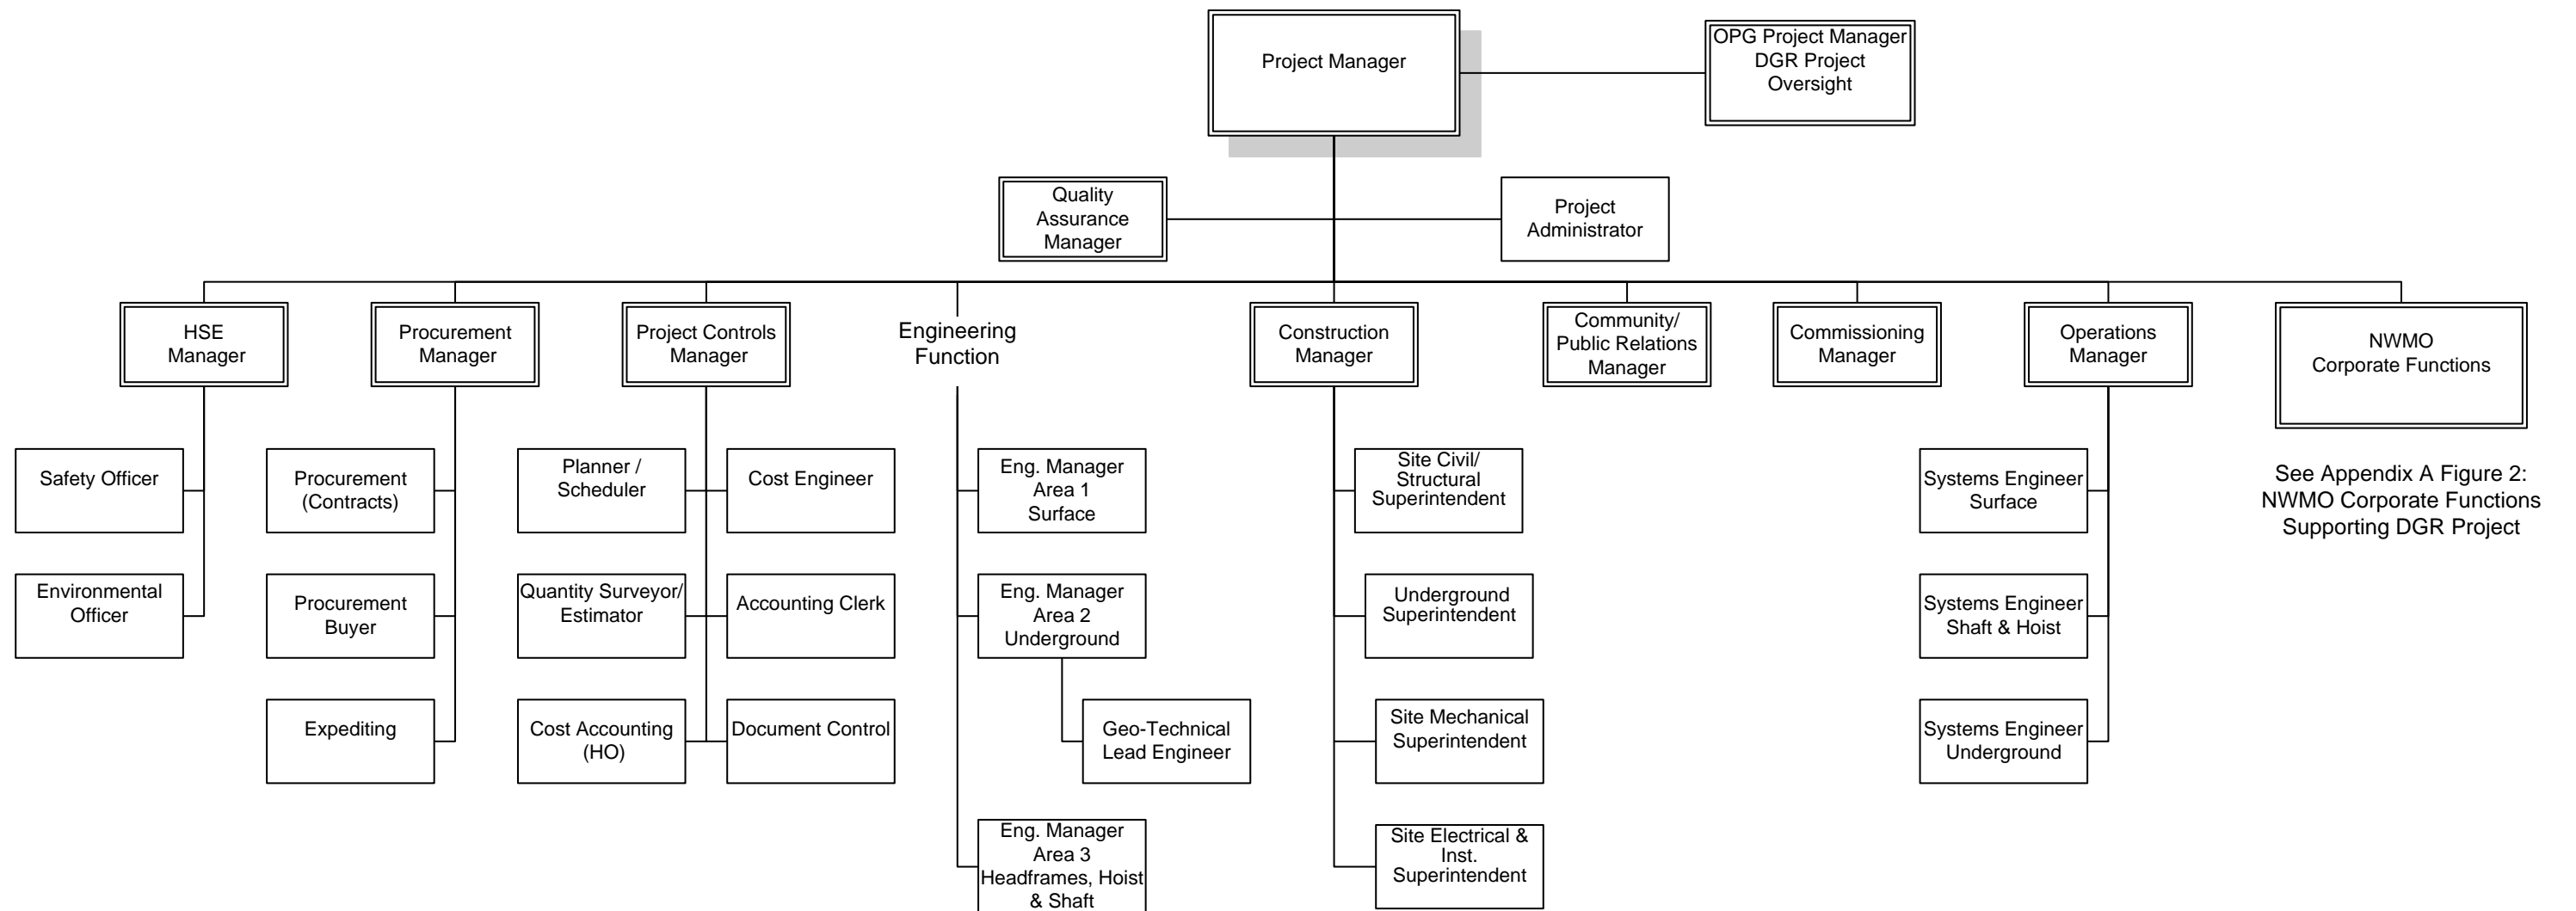 Project Manager
OPG Project Manager
DGR Project
Oversight
Quality
Assurance
Manager
Project
Administrator
HSE
Manager
Procurement
Manager
Project Controls
Manager
Engineering
Function
Construction
Manager
Community/
Public Relations
Manager
Commissioning
Manager
Operations
Manager
NWMO
Corporate Functions
Safety Officer
Procurement
(Contracts)
Planner /
Scheduler
Cost Engineer
Eng. Manager
Area 1
Surface
Site Civil/
Structural
Superintendent
Systems Engineer
Surface
See Appendix A Figure 2:
NWMO Corporate Functions
Supporting DGR Project
Environmental
Officer
Procurement
Buyer
Quantity Surveyor/
Estimator
Accounting Clerk
Eng. Manager
Area 2
Underground
Underground
Superintendent
Systems Engineer
Shaft & Hoist
Expediting
Cost Accounting
(HO)
Document Control
Geo-Technical
Lead Engineer
Site Mechanical
Superintendent
Systems Engineer
Underground
Eng. Manager
Area 3
Headframes, Hoist
& Shaft
Site Electrical &
Inst.
Superintendent